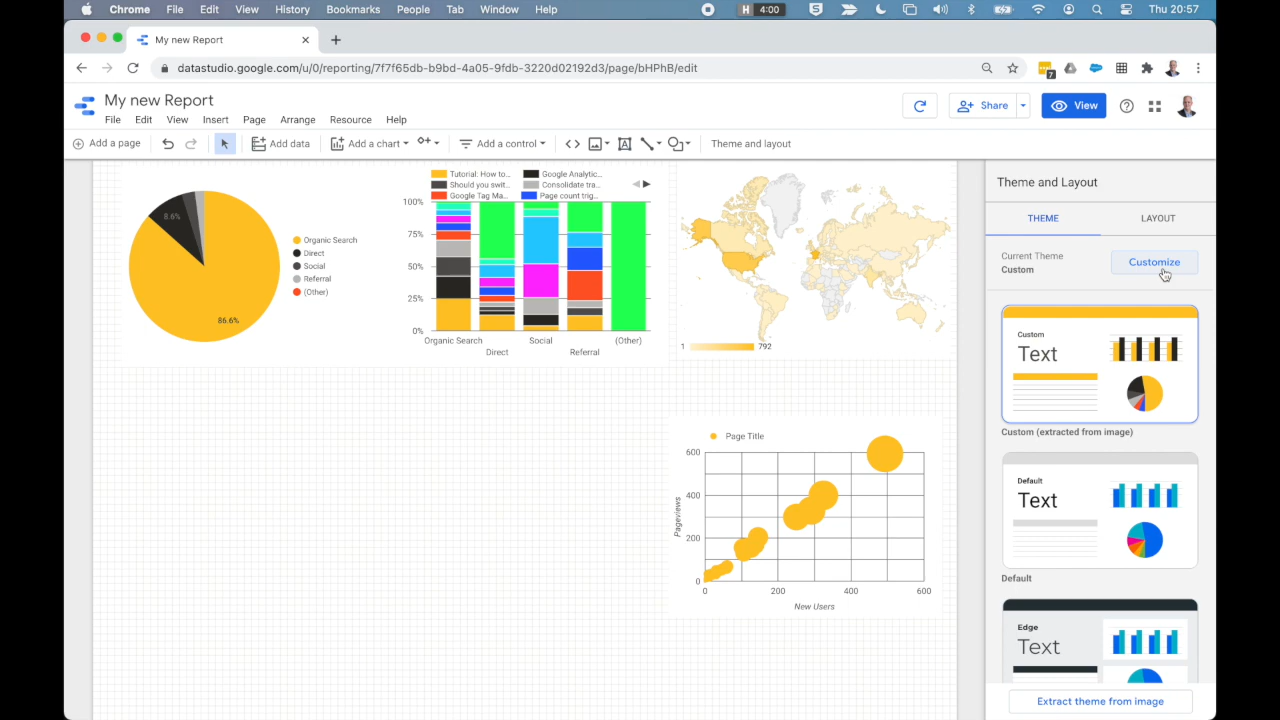 Chrome File Edit View History Bookmarks People Tab Window Help H 4:00 Thu 20:57
My new Report
datastudio.google.com/u/0/reporting/7f7f65db-b9bd-4a05-9fdb-3220d02192d3/page/bHPhB/edit
7
My new Report
File Edit View Insert Page Arrange Resource Help
Share View
Add a page Add data Add a chart Add a control Theme and layout
8.6%
86.6%
Organic Search
Direct
Social
Referral
(Other)
Tutorial: How to... Google Analytic...
Should you swit... Consolidate tra...
Google Tag Ma... Page count trig...
100%
75%
50%
25%
0%
Organic Search Social (Other)
Direct Referral
1 792
Page Title
600
400
200
0
Pageviews
0 200 400 600
New Users
Theme and Layout
THEME LAYOUT
Current Theme
Custom
Customize
Custom
Text
Custom (extracted from image)
Default
Text
Default
Edge
Text
Extract theme from image